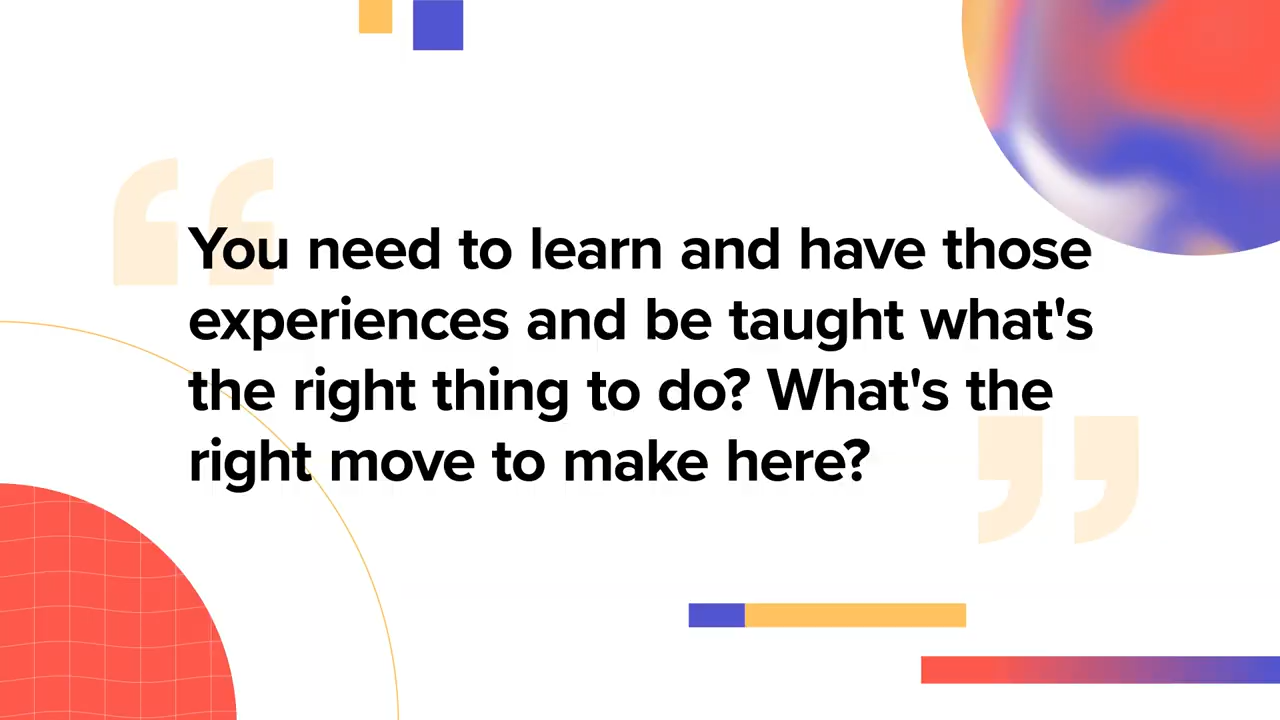 You need to learn and have those
experiences and be taught what's
the right thing to do? What's the
right move to make here?